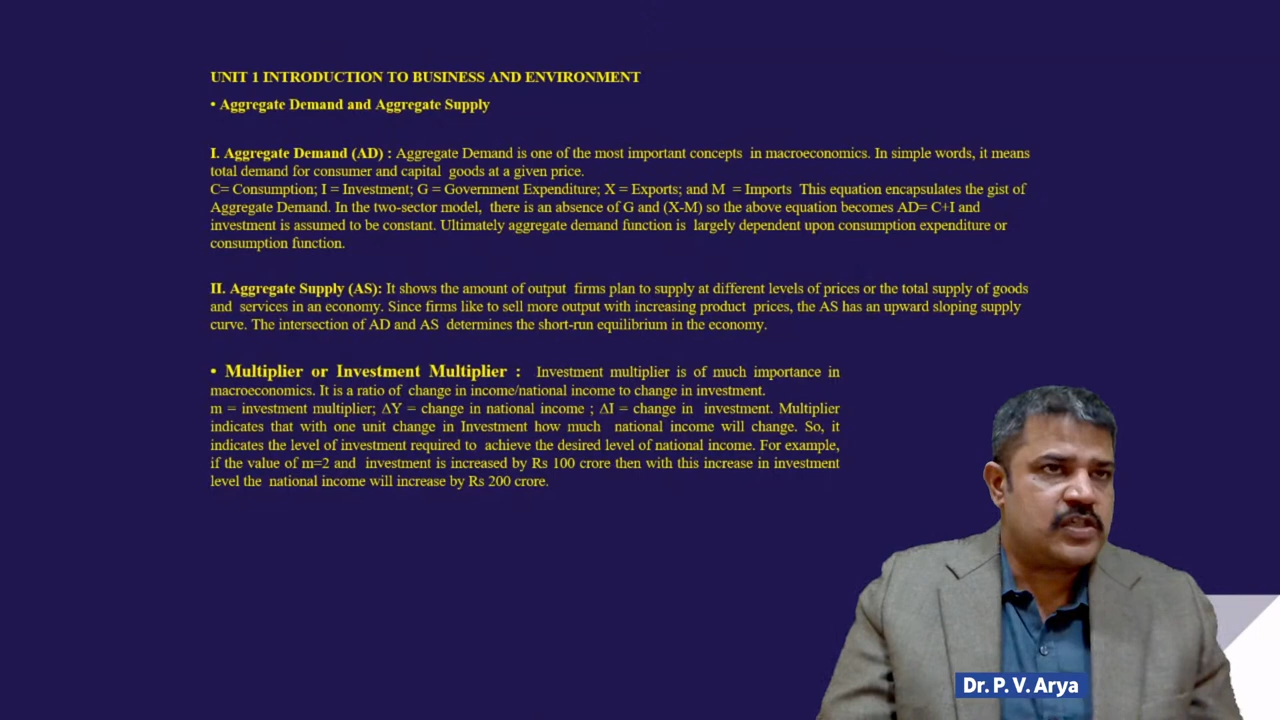 UNIT 1 INTRODUCTION TO BUSINESS AND ENVIRONMENT
• Aggregate Demand and Aggregate Supply
I. Aggregate Demand (AD) : Aggregate Demand is one of the most important concepts in macroeconomics. In simple words, it means
total demand for consumer and capital goods at a given price.
C= Consumption; I = Investment; G = Government Expenditure; X = Exports; and M = Imports This equation encapsulates the gist of
Aggregate Demand. In the two-sector model, there is an absence of G and (X-M) so the above equation becomes AD= C+I and
investment is assumed to be constant. Ultimately aggregate demand function is largely dependent upon consumption expenditure or
consumption function.
II. Aggregate Supply (AS): It shows the amount of output firms plan to supply at different levels of prices or the total supply of goods
and services in an economy. Since firms like to sell more output with increasing product prices, the AS has an upward sloping supply
curve. The intersection of AD and AS determines the short-run equilibrium in the economy.
• Multiplier or Investment Multiplier : Investment multiplier is of much importance in
macroeconomics. It is a ratio of change in income/national income to change in investment.
m = investment multiplier; ΔY = change in national income ; ΔI = change in investment. Multiplier
indicates that with one unit change in Investment how much national income will change. So, it
indicates the level of investment required to achieve the desired level of national income. For example,
if the value of m=2 and investment is increased by Rs 100 crore then with this increase in investment
level the national income will increase by Rs 200 crore.
Dr. P. V. Arya